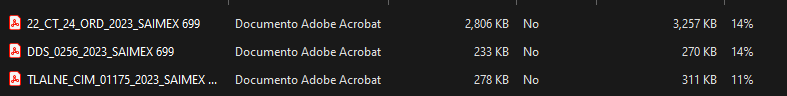 22_CT_24_ORD_2023_SAIMEX 699 Documento Adobe Acrobat 2,806 KB No 3,257 KB 14%
DDS_0256_2023_SAIMEX 699 Documento Adobe Acrobat 233 KB No 270 KB 14%
TLALNE_CIM_01175_2023_SAIMEX ... Documento Adobe Acrobat 278 KB No 311 KB 11%